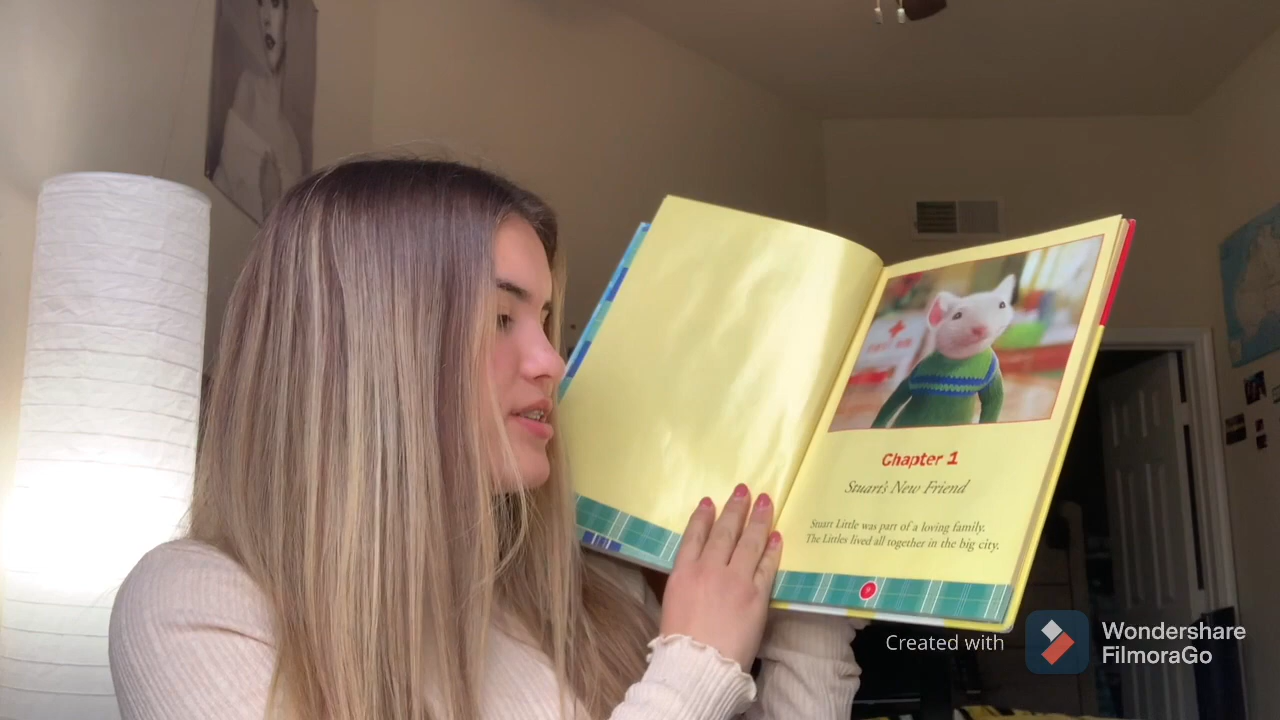 Chapter 1
Stuart's New Friend
Stuart Little was part of a loving family.
The Littles lived all together in the big city.
Created with
Wondershare
FilmoraGo